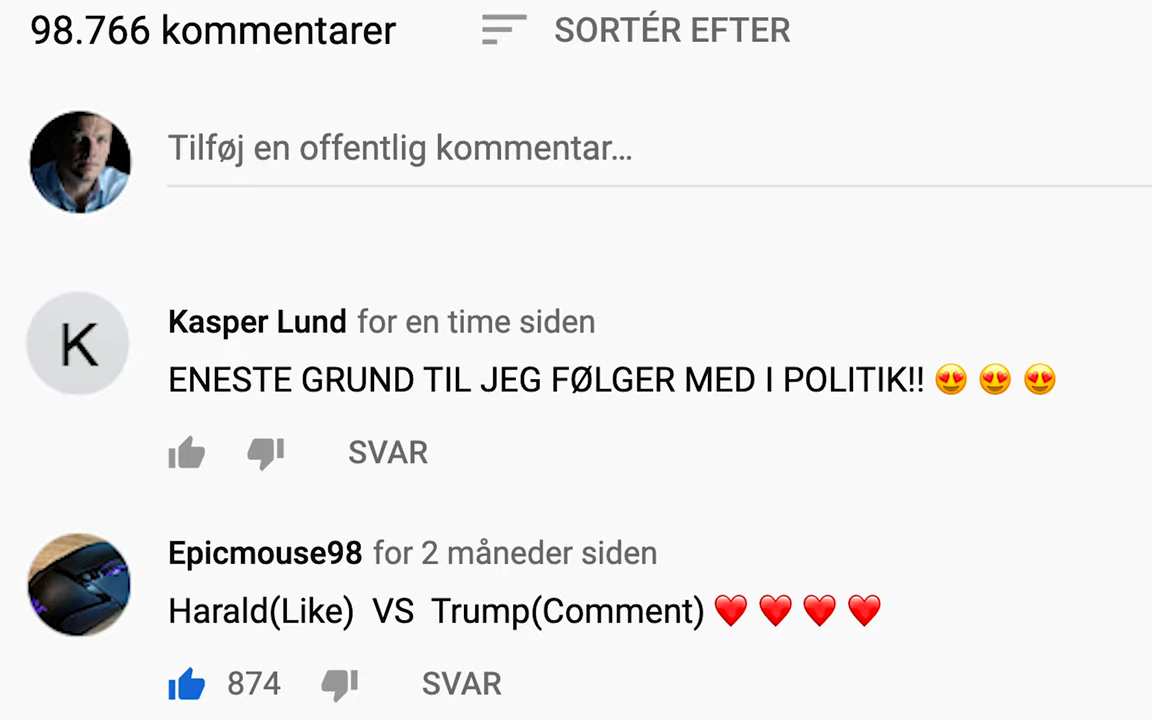 98.766 kommentarer SORTÉR EFTER
Tilføj en offentlig kommentar...
K
Kasper Lund for en time siden
ENESTE GRUND TIL JEG FØLGER MED I POLITIK!! 😍 😍 😍
SVAR
Epicmouse98 for 2 måneder siden
Harald(Like) VS Trump(Comment) ❤️ ❤️ ❤️ ❤️
874 SVAR